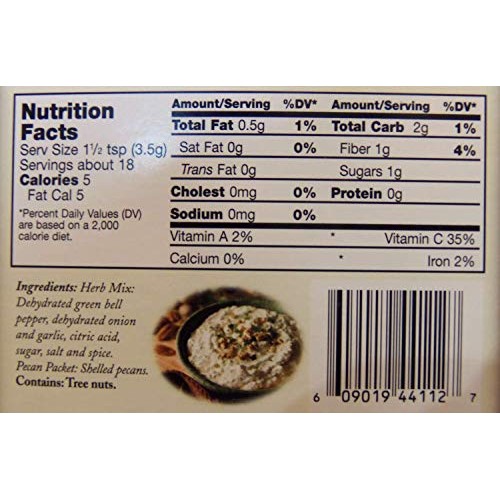 Nutrition
Facts
Serv Size 1½ tsp (3.5g)
Servings about 18
Calories 5
Fat Cal 5
*Percent Daily Values (DV)
are based on a 2,000
calorie diet.
Amount/Serving %DV* Amount/Serving %DV*
Total Fat 0.5g 1% Total Carb 2g 1%
Sat Fat 0g 0% Fiber 1g 4%
Trans Fat 0g Sugars 1g
Cholest 0mg 0% Protein 0g
Sodium 0mg 0%
Vitamin A 2% * Vitamin C 35%
Calcium 0% * Iron 2%
Ingredients: Herb Mix:
Dehydrated green bell
pepper, dehydrated onion
and garlic, citric acid,
sugar, salt and spice.
Pecan Packet: Shelled pecans.
Contains: Tree nuts.
6 09019 44112 7